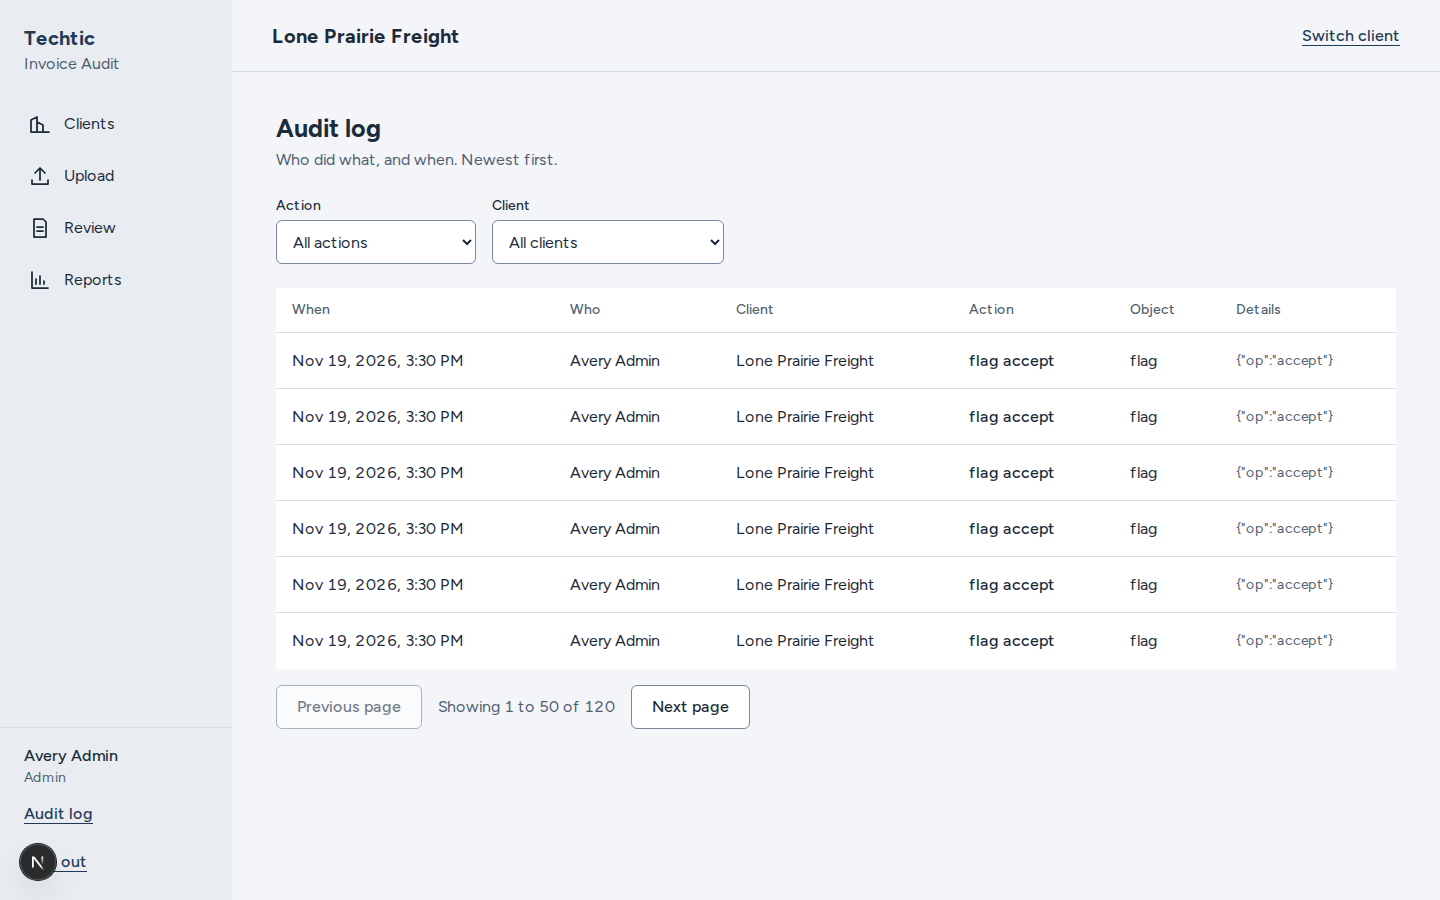 Techtic
Invoice Audit
Clients
Upload
Review
Reports
Avery Admin
Admin
Audit log
out
Lone Prairie Freight
Switch client
Audit log
Who did what, and when. Newest first.
Action Client
All actions All clients
When Who Client Action Object Details
Nov 19, 2026, 3:30 PM Avery Admin Lone Prairie Freight flag accept flag {"op":"accept"}
Nov 19, 2026, 3:30 PM Avery Admin Lone Prairie Freight flag accept flag {"op":"accept"}
Nov 19, 2026, 3:30 PM Avery Admin Lone Prairie Freight flag accept flag {"op":"accept"}
Nov 19, 2026, 3:30 PM Avery Admin Lone Prairie Freight flag accept flag {"op":"accept"}
Nov 19, 2026, 3:30 PM Avery Admin Lone Prairie Freight flag accept flag {"op":"accept"}
Nov 19, 2026, 3:30 PM Avery Admin Lone Prairie Freight flag accept flag {"op":"accept"}
Previous page Showing 1 to 50 of 120 Next page